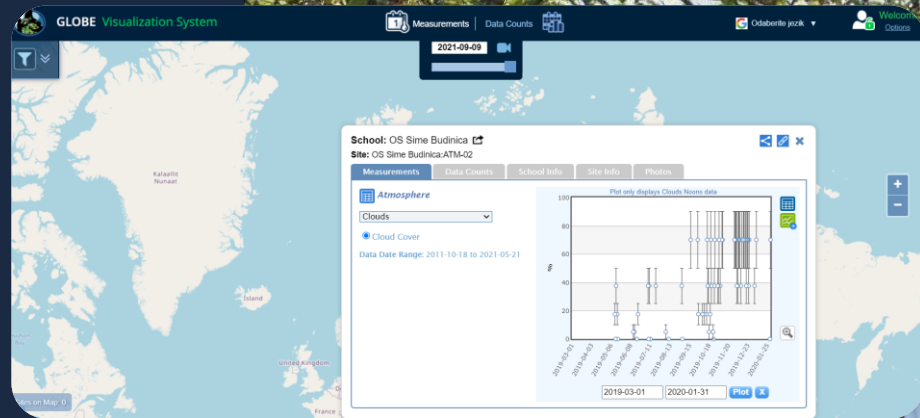 GLOBE Visualization System
1 Measurements | Data Counts
Odaberite jezik ▼
Welcome
Options
2021-09-09
School: OS Sime Budinica
Site: OS Sime Budinica:ATM-02
Measurements
Data Counts
School Info
Site Info
Photos
Atmosphere
Clouds
Cloud Cover
Data Date Range: 2011-10-18 to 2021-05-21
Plot only displays Clouds Noons data
%
100
80
60
40
20
0
2019-03-01
2019-04-03
2019-05-06
2019-06-08
2019-07-11
2019-08-13
2019-09-15
2019-10-18
2019-11-20
2019-12-23
2020-01-25
2019-03-01
2020-01-31
Plot
X
Kalaallit
Nunaat
Ísland
United Kingdom
France
Sites on Map: 0
+
−